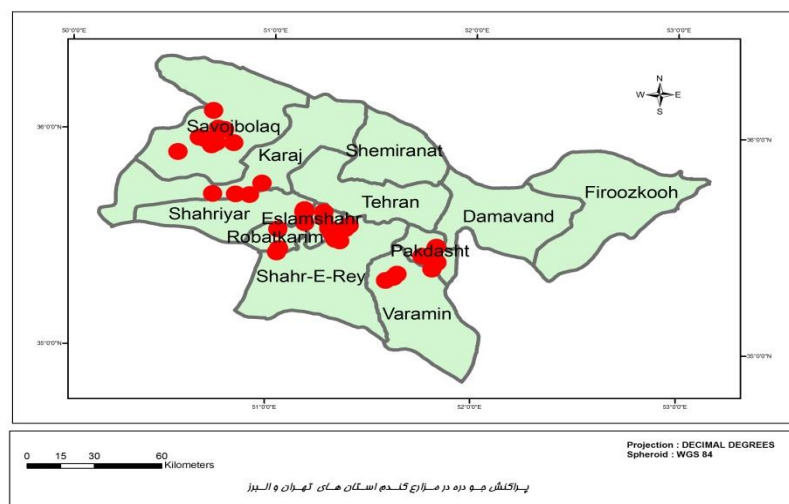 50°0'0"E 51°0'0"E 52°0'0"E 53°0'0"E
N
W E
S
36°0'0"N 36°0'0"N
Savojbolaq
Karaj
Shemiranat
Tehran
Firoozkooh
Damavand
Shahriyar
Eslamshahr
Robatkarim
Pakdasht
Shahr-E-Rey
Varamin
35°0'0"N 35°0'0"N
51°0'0"E 52°0'0"E 53°0'0"E
Projection : DECIMAL DEGREES
Spheroid : WGS 84
0 15 30 60
Kilometers
پراکنش جو دره در مزارع گندم استان های تهران و البرز